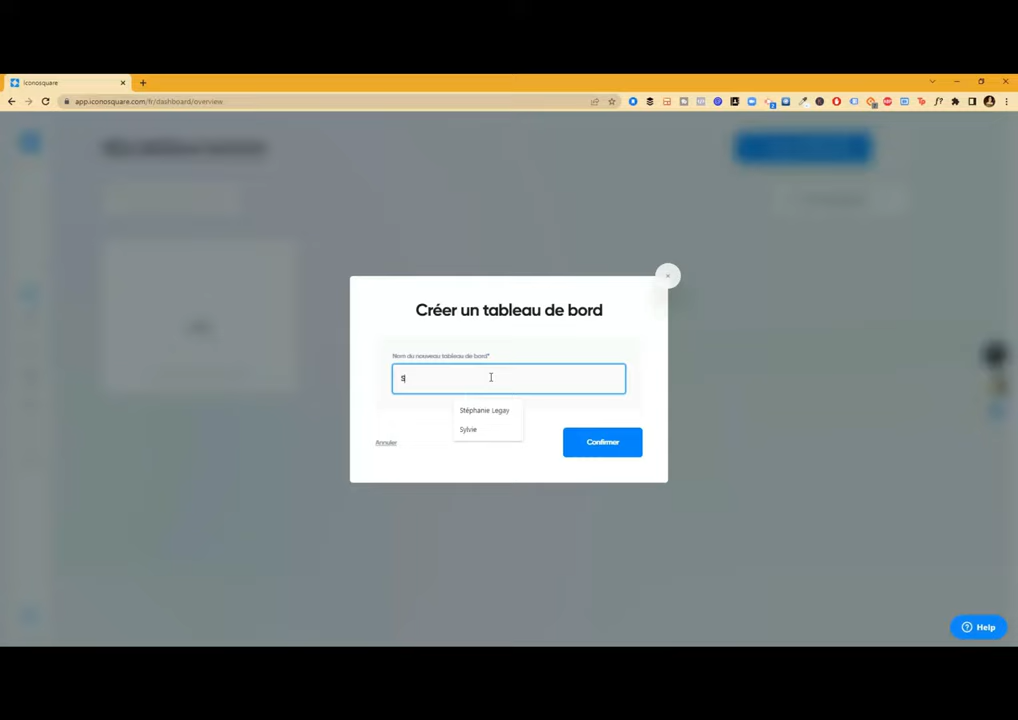 Iconosquare
app.iconosquare.com/fr/dashboard/overview
Créer un tableau de bord
Nom du nouveau tableau de bord*
S
Stéphanie Legay
Sylvie
Annuler
Confirmer
Help